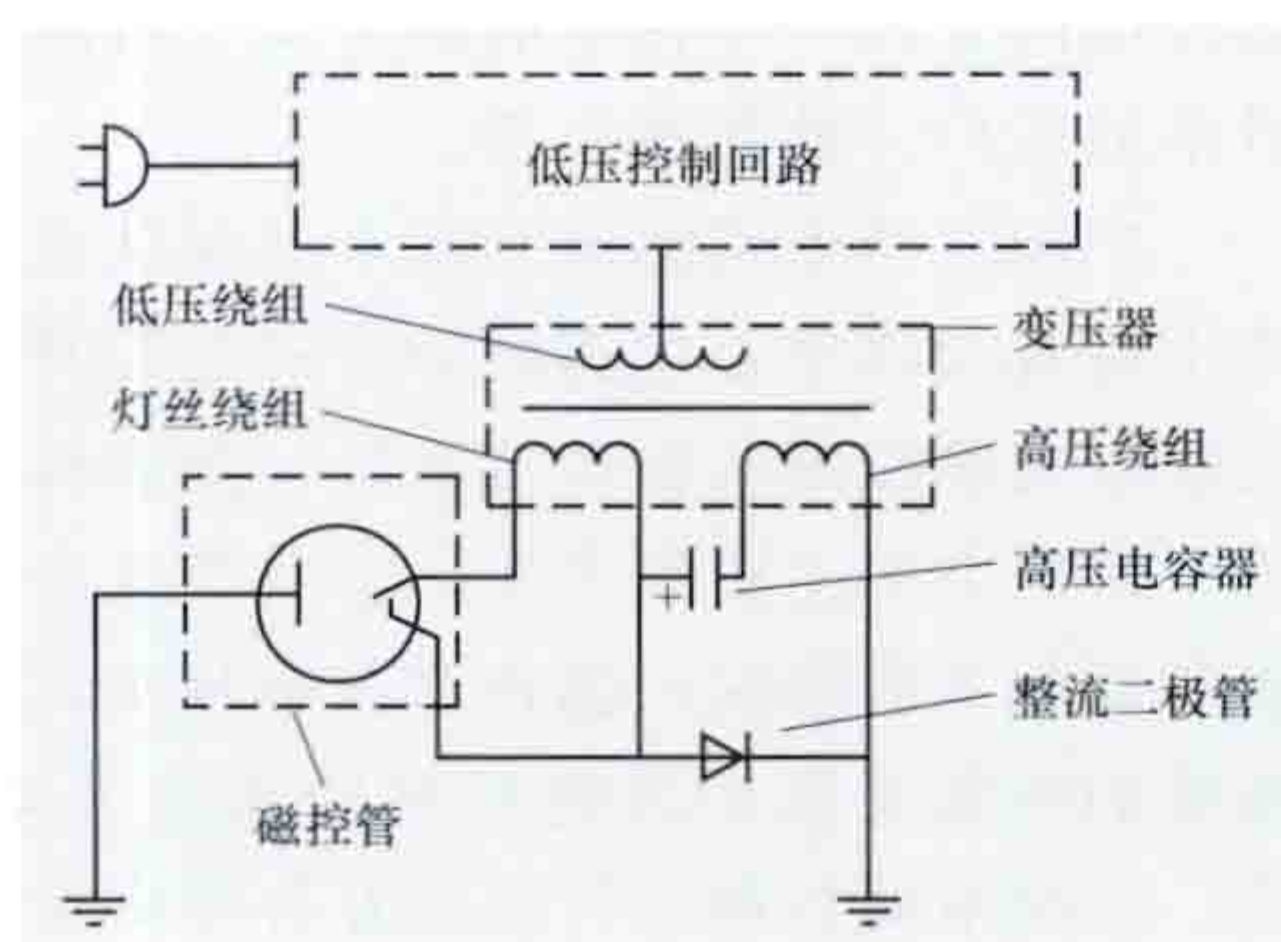 低压控制回路
低压绕组
变压器
灯丝绕组
高压绕组
高压电容器
+
整流二极管
磁控管